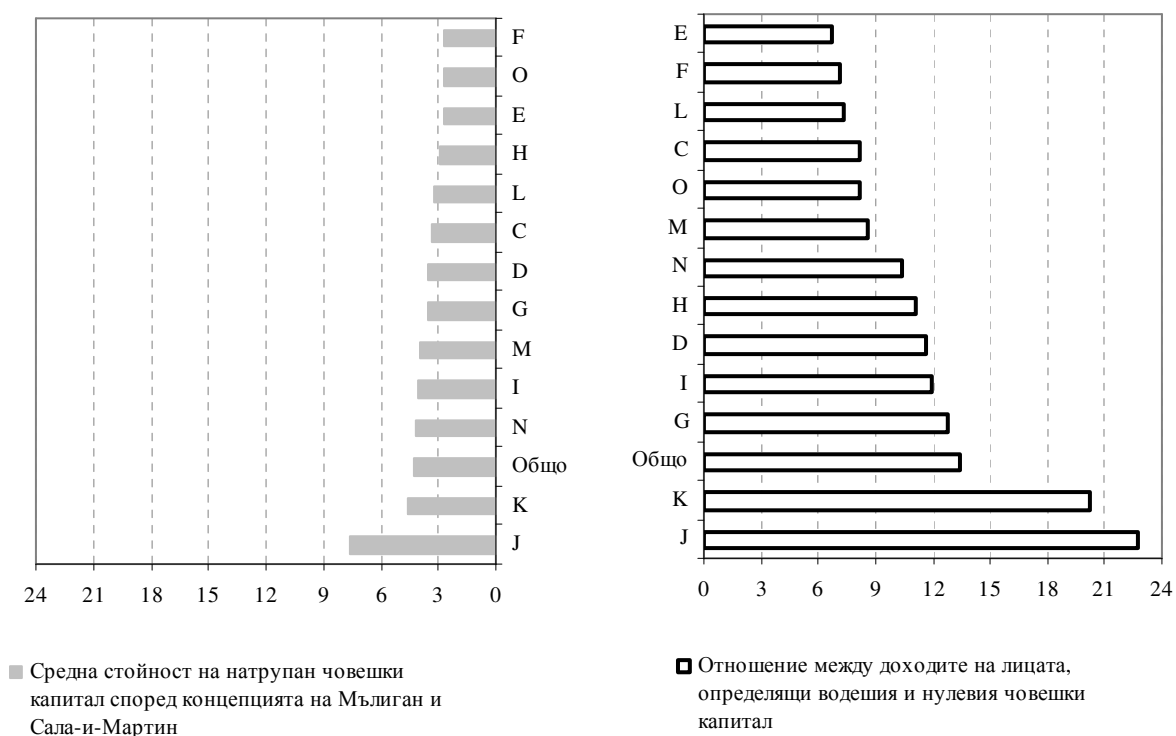 F
O
E
H
L
C
D
G
M
I
N
Общо
K
J
24 21 18 15 12 9 6 3 0
Средна стойност на натрупан човешки
капитал според концепцията на Мълиган и
Сала-и-Мартин
E
F
L
C
O
M
N
H
D
I
G
Общо
K
J
0 3 6 9 12 15 18 21 24
Отношение между доходите на лицата,
определящи водешия и нулевия човешки
капитал